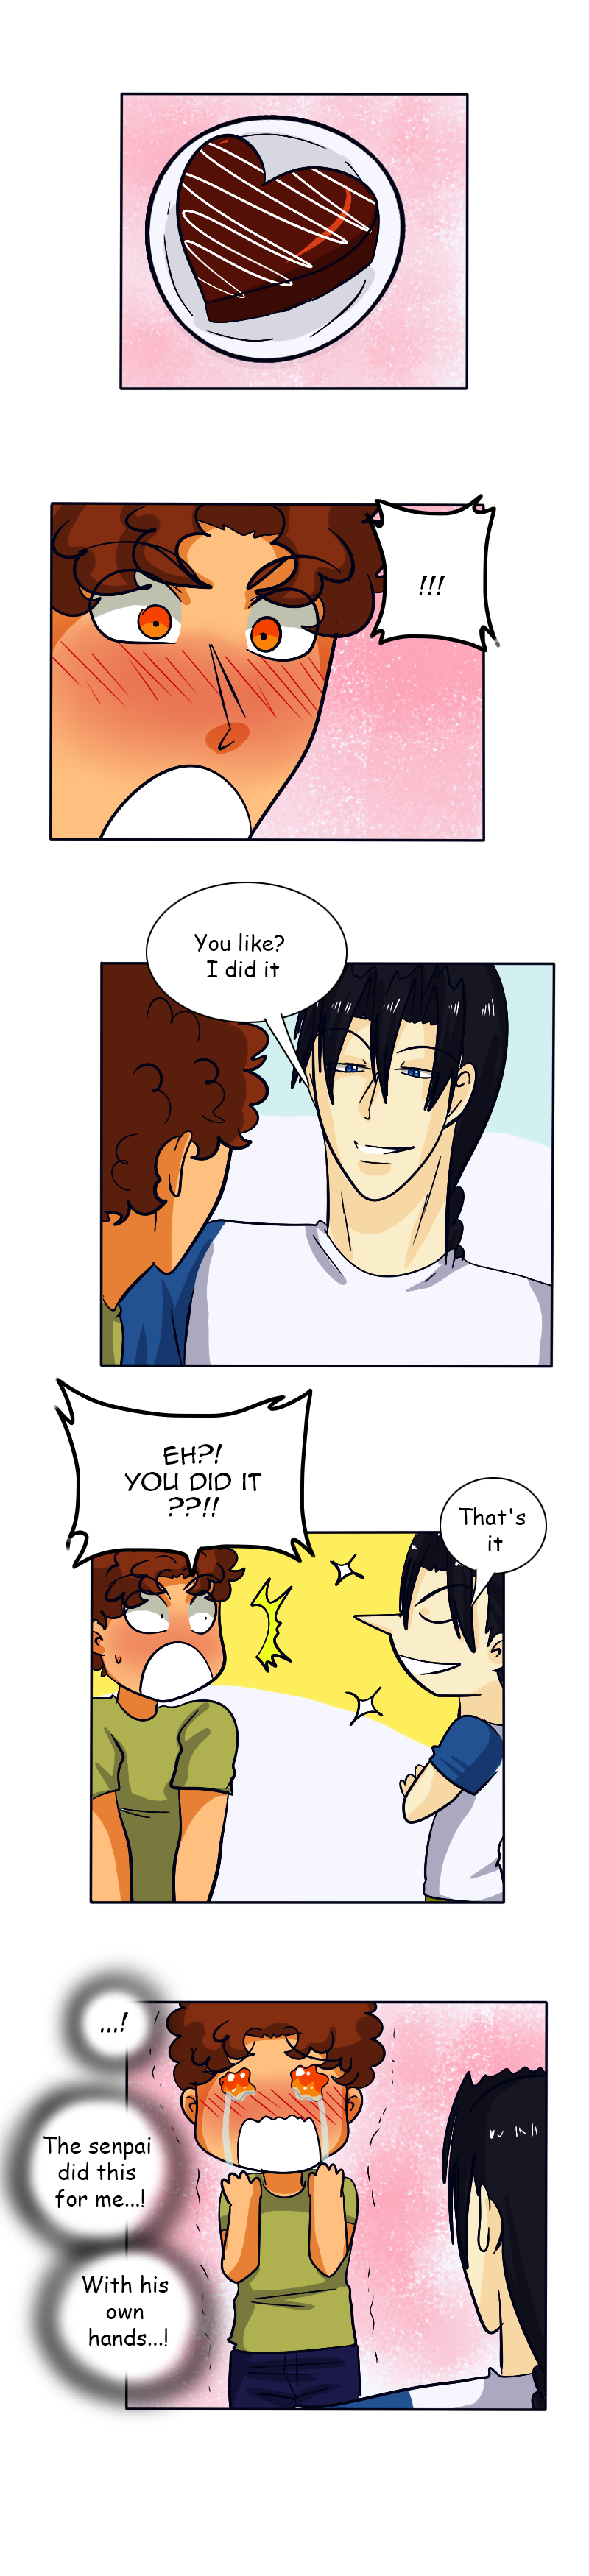 !!!
You like?
I did it
EH?!
YOU DID IT
??!!
That's
it
...!
The senpai
did this
for me...!
With his
own
hands...!